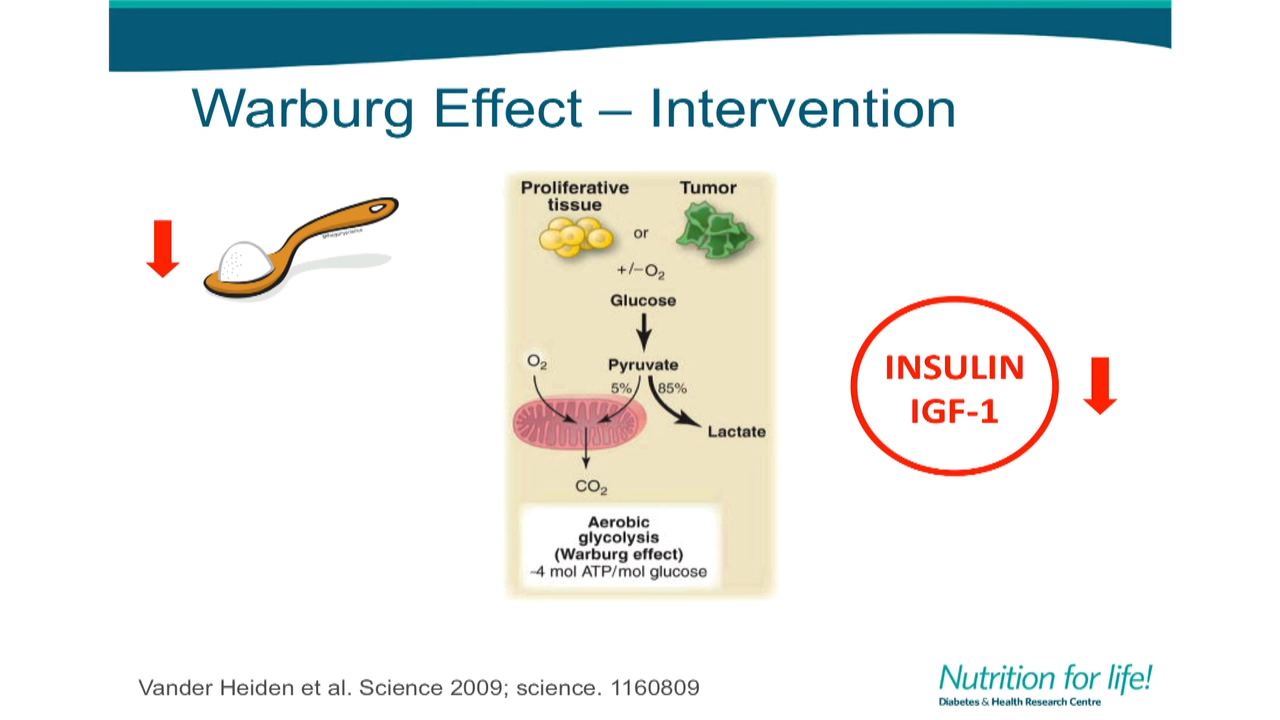 Warburg Effect – Intervention
Proliferative
tissue
Tumor
or
+/−O₂
Glucose
O₂
Pyruvate
5%
85%
Lactate
CO₂
Aerobic
glycolysis
(Warburg effect)
~4 mol ATP/mol glucose
INSULIN
IGF-1
Vander Heiden et al. Science 2009; science. 1160809
Nutrition for life!
Diabetes & Health Research Centre